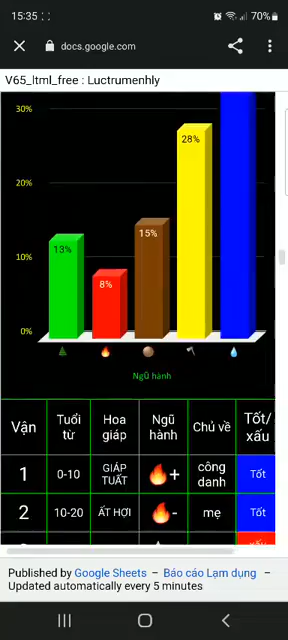 15:35
70%
docs.google.com
V65_ltml_free : Luctrumenhly
30%
28%
20%
15%
13%
10%
8%
0%
Ngũ hành
Vận Tuổi từ Hoa giáp Ngũ hành Chủ về Tốt/xấu
1 0-10 GIÁP TUẤT + công danh Tốt
2 10-20 ẤT HỢI - mẹ Tốt
Published by Google Sheets – Báo cáo Lạm dụng –
Updated automatically every 5 minutes